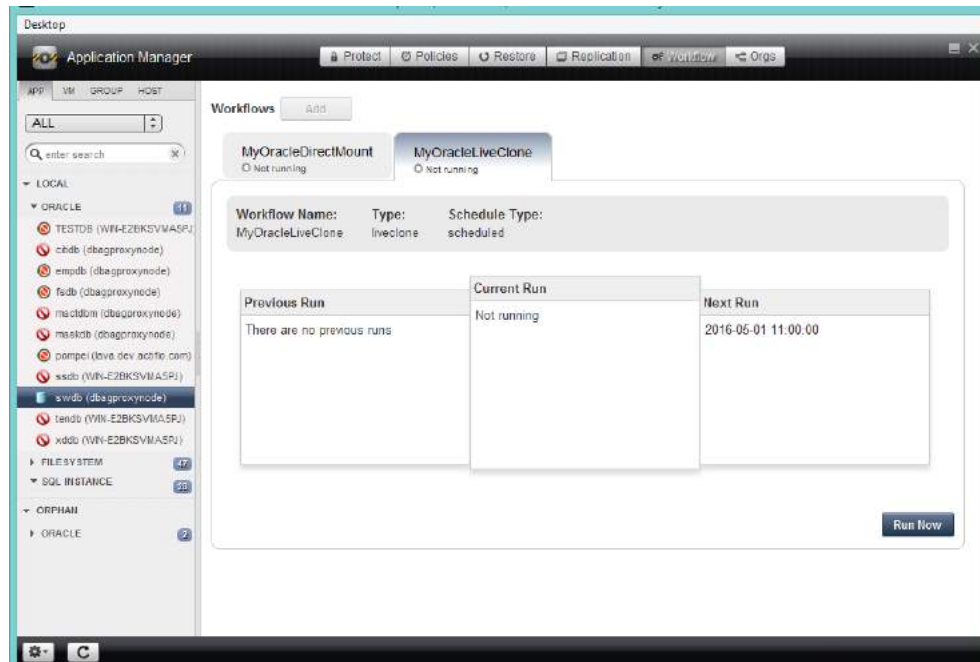 Desktop
Application Manager
Protect
Policies
Restore
Replication
Workflow
Orgs
APP VM GROUP HOST
ALL
enter search
LOCAL
ORACLE 11
TESTDB (WIN-E2BKSVMA5PJ
citidb (dbagproxynode)
empdb (dbagproxynode)
fsdb (dbagproxynode)
mactdbm (dbagproxynode)
maskdb (dbagproxynode)
pompei (lova.dev.actifio.com)
ssdb (WIN-E2BKSVMA5PJ)
swdb (dbagproxynode)
tendb (WIN-E2BKSVMA5PJ)
xddb (WIN-E2BKSVMA5PJ)
FILESYSTEM 47
SQL INSTANCE
ORPHAN
ORACLE 2
Workflows
Add
MyOracleDirectMount
Not running
MyOracleLiveClone
Not running
Workflow Name: Type: Schedule Type:
MyOracleLiveClone liveclone scheduled
Previous Run
There are no previous runs
Current Run
Not running
Next Run
2016-05-01 11:00:00
Run Now